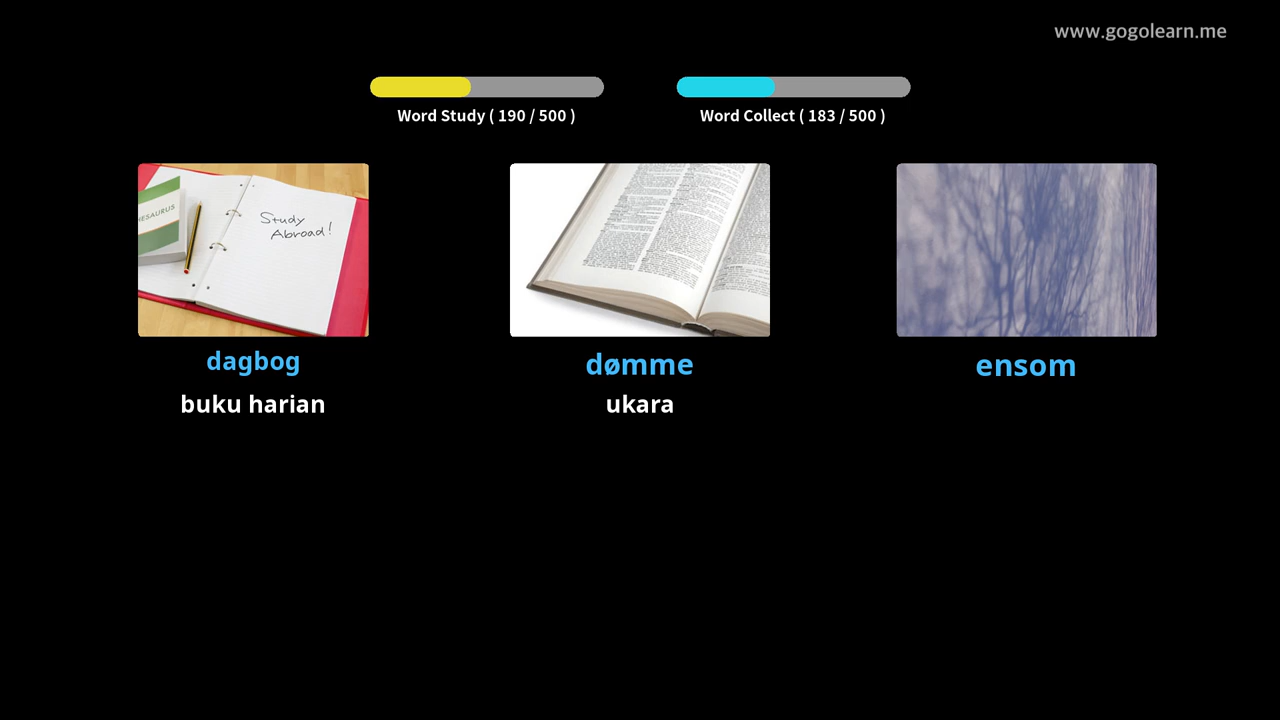 www.gogolearn.me
Word Study ( 190 / 500 )
Word Collect ( 183 / 500 )
HESAURUS
Study
Abroad!
dagbog
dømme
ensom
buku harian
ukara